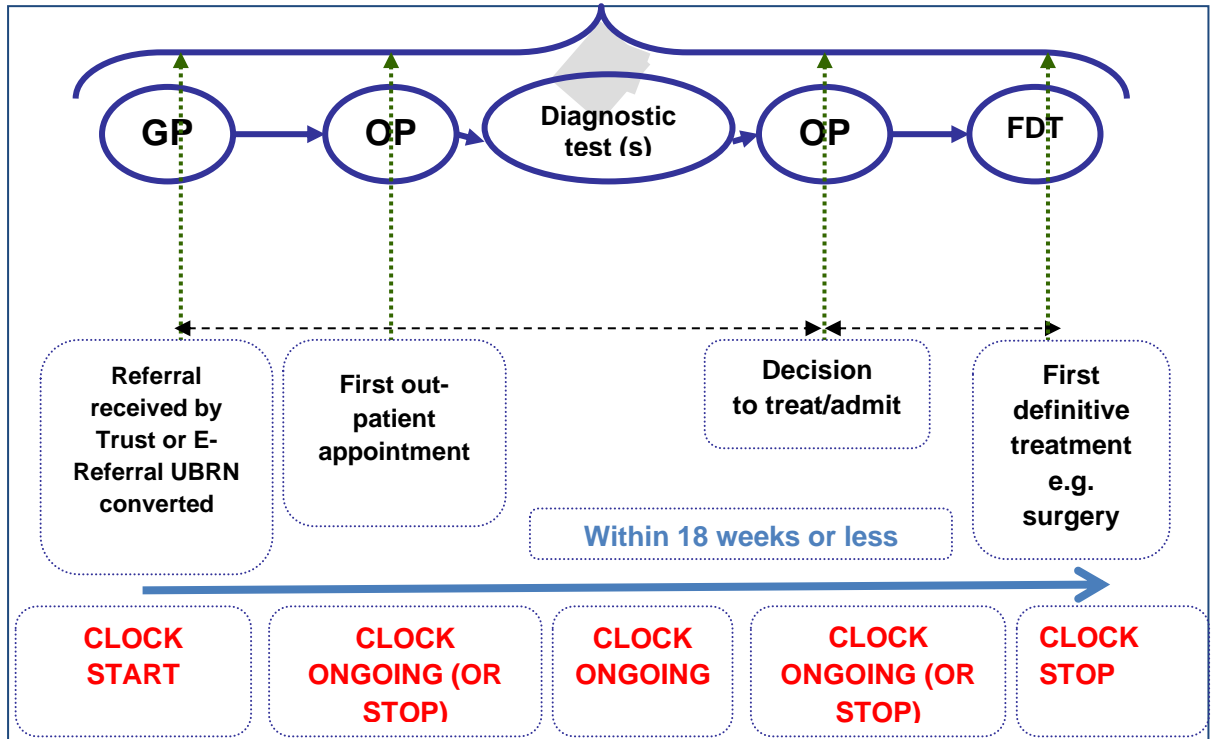 GP
OP
Diagnostic
test (s)
OP
FDT
Referral
received by
Trust or E-
Referral UBRN
converted
First out-
patient
appointment
Decision
to treat/admit
First
definitive
treatment
e.g.
surgery
Within 18 weeks or less
CLOCK
START
CLOCK
ONGOING (OR
STOP)
CLOCK
ONGOING
CLOCK
ONGOING (OR
STOP)
CLOCK
STOP